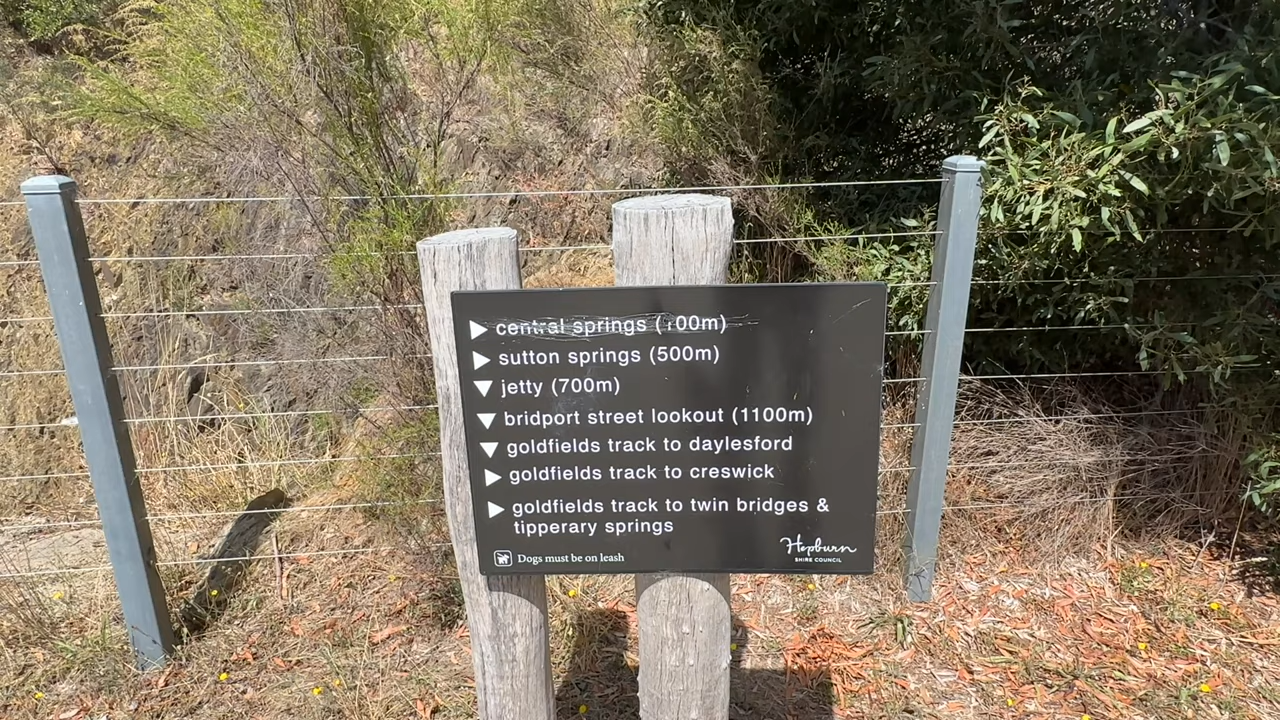 central springs (100m)
sutton springs (500m)
jetty (700m)
bridport street lookout (1100m)
goldfields track to daylesford
goldfields track to creswick
goldfields track to twin bridges &
tipperary springs
Dogs must be on leash
Hepburn
SHIRE COUNCIL